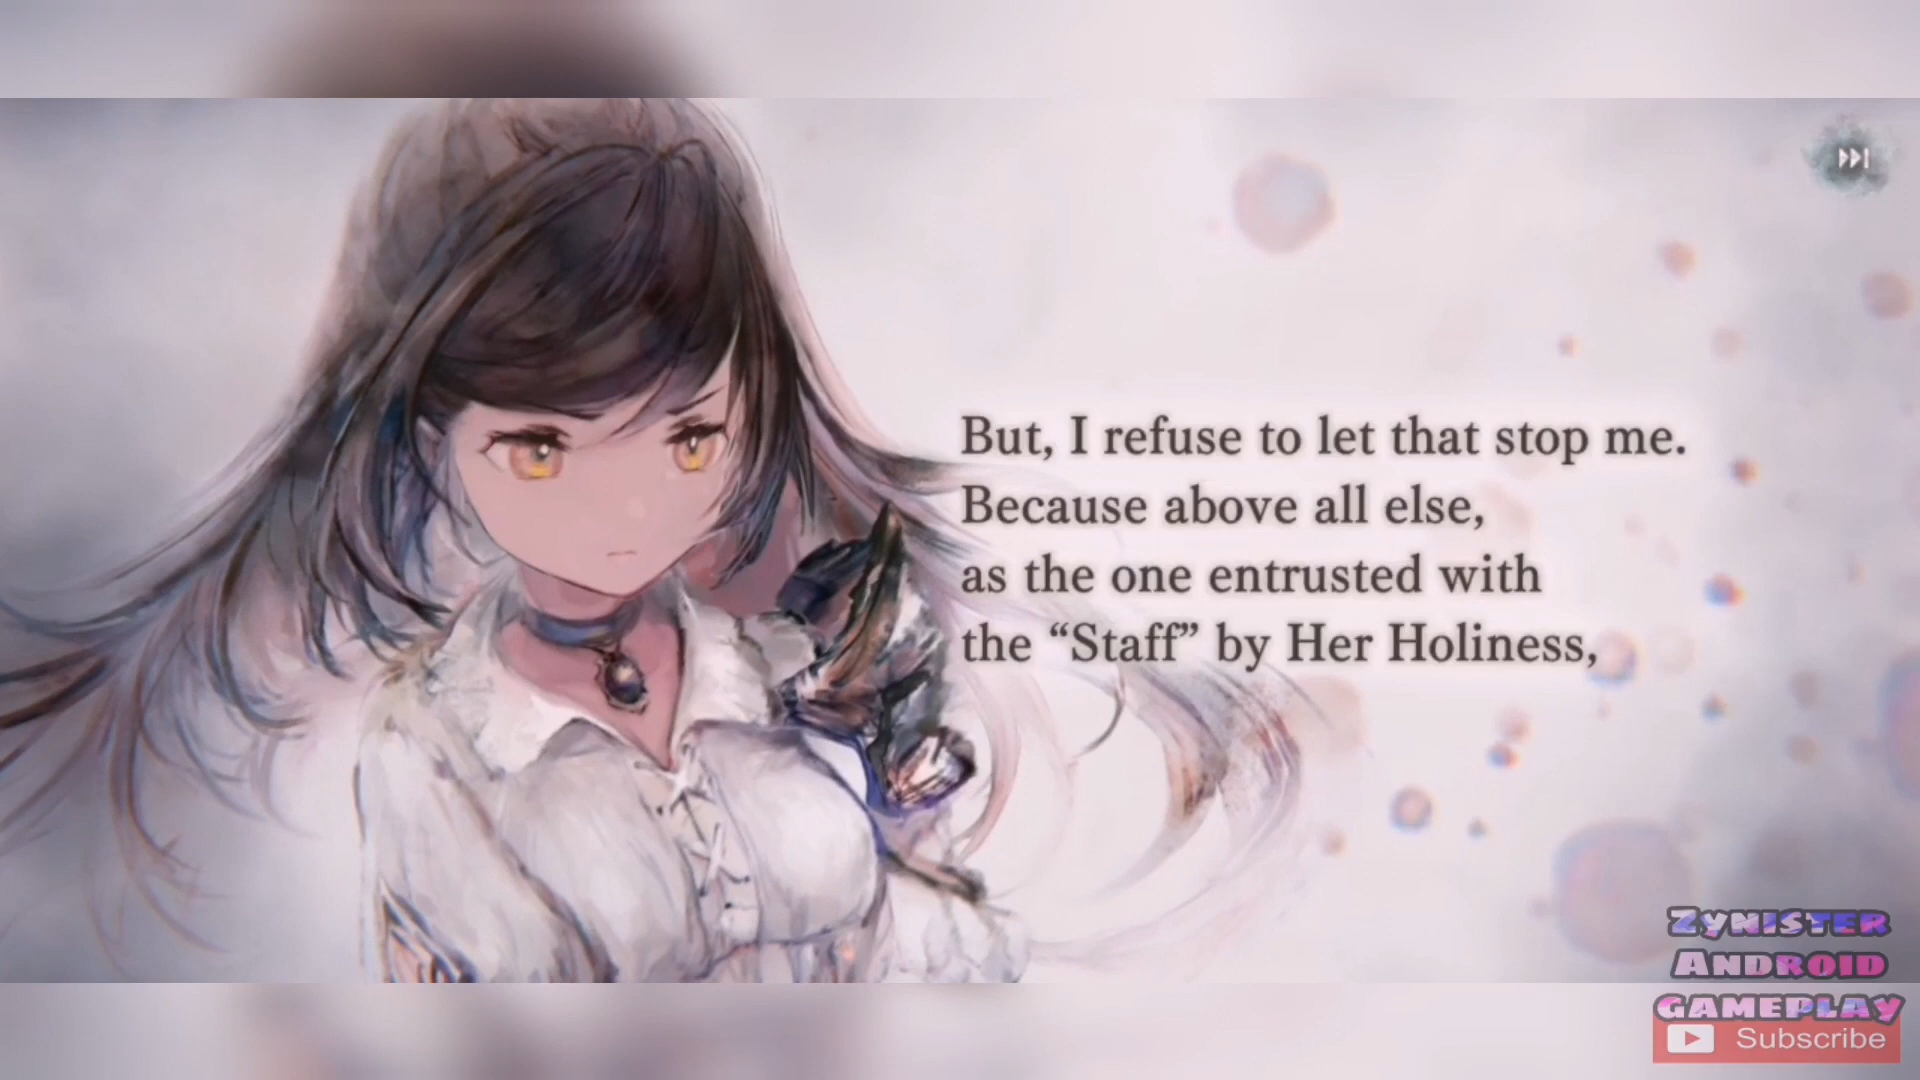 But, I refuse to let that stop me.
Because above all else,
as the one entrusted with
the “Staff” by Her Holiness,
Zynister
Android
Gameplay
Subscribe